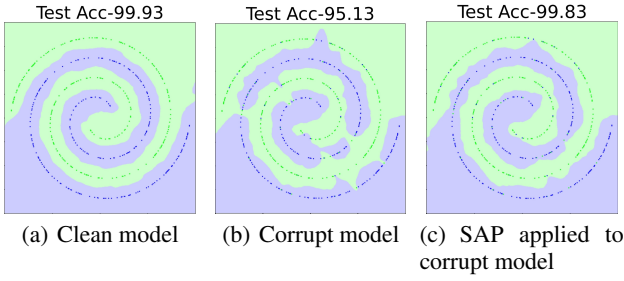 Test Acc-99.93
Test Acc-95.13
Test Acc-99.83
(a) Clean model
(b) Corrupt model
(c) SAP applied to
corrupt model